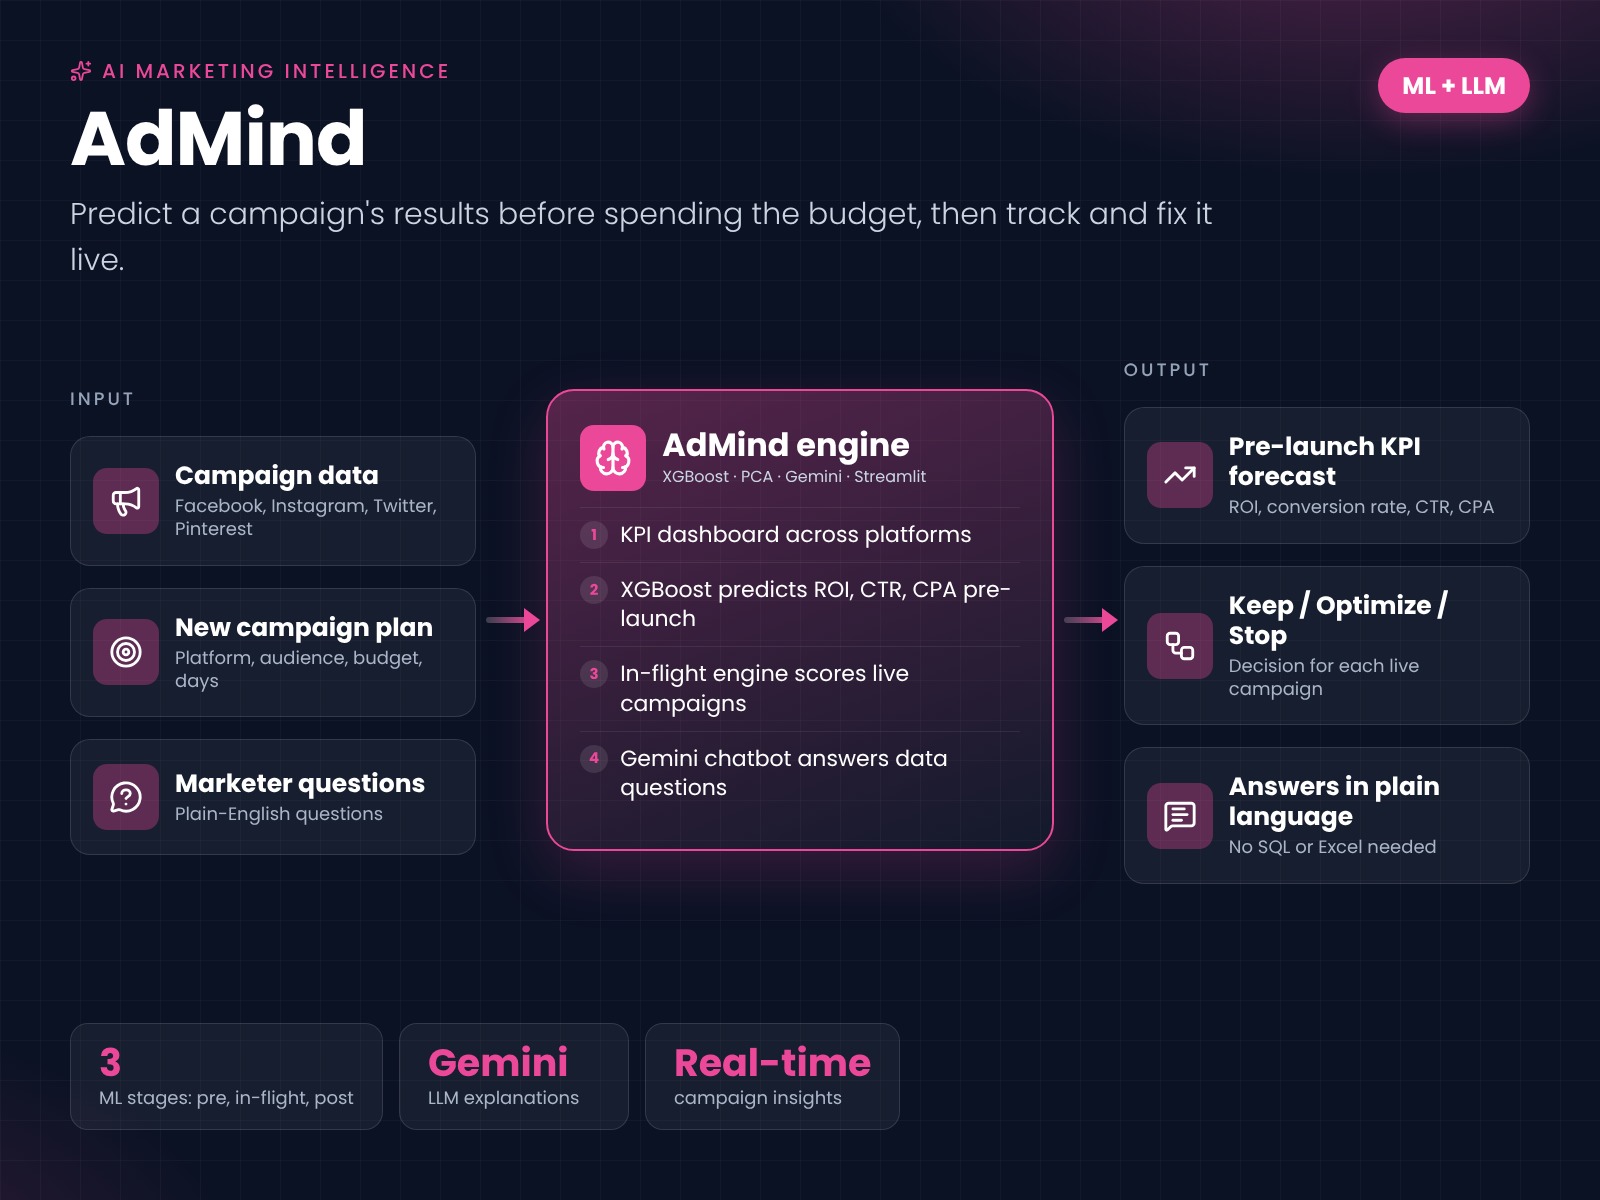 AI MARKETING INTELLIGENCE
ML + LLM
AdMind
Predict a campaign's results before spending the budget, then track and fix it
live.
INPUT
Campaign data
Facebook, Instagram, Twitter,
Pinterest
New campaign plan
Platform, audience, budget,
days
Marketer questions
Plain-English questions
AdMind engine
XGBoost · PCA · Gemini · Streamlit
1 KPI dashboard across platforms
2 XGBoost predicts ROI, CTR, CPA pre-
launch
3 In-flight engine scores live
campaigns
4 Gemini chatbot answers data
questions
OUTPUT
Pre-launch KPI
forecast
ROI, conversion rate, CTR, CPA
Keep / Optimize /
Stop
Decision for each live
campaign
Answers in plain
language
No SQL or Excel needed
3
ML stages: pre, in-flight, post
Gemini
LLM explanations
Real-time
campaign insights